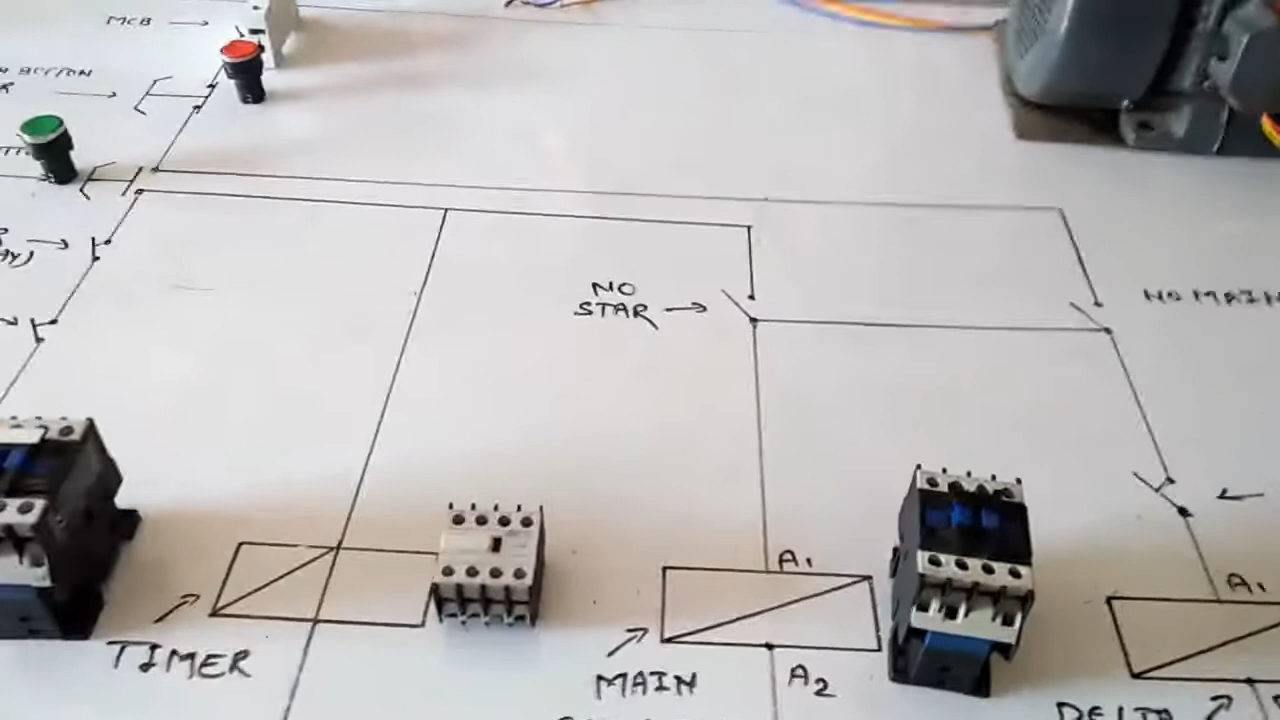 MCB
NO
STAR
NO MAIN
A1
A1
TIMER
MAIN
A2
DELTA